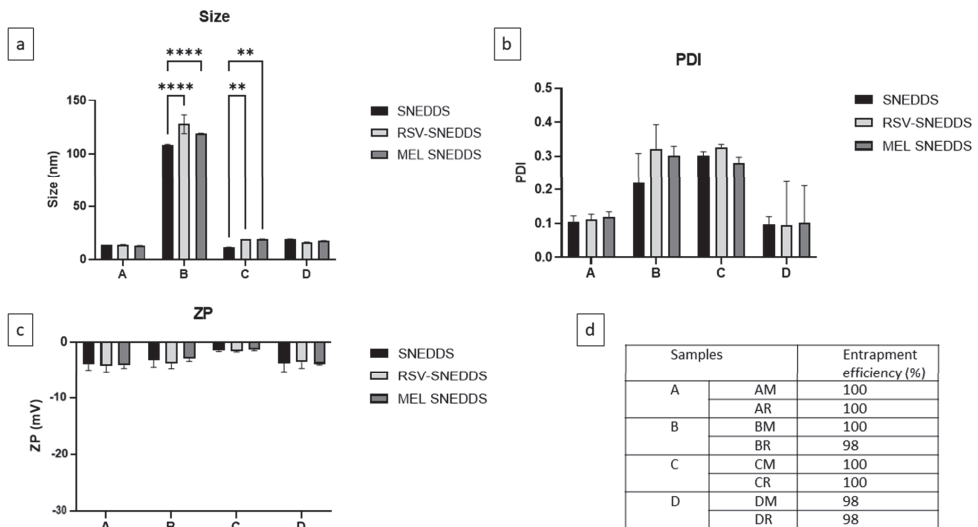 Size
a
****
**
****
**
150
100
50
0
Size [nm]
A
B
C
D
SNEDDS
RSV-SNEDDS
MEL SNEDDS
b
PDI
0.5
0.4
0.3
0.2
0.1
0.0
PDI
A
B
C
D
SNEDDS
RSV-SNEDDS
MEL SNEDDS
c
ZP
0
-10
-20
-30
ZP (mV)
A
B
C
D
SNEDDS
RSV-SNEDDS
MEL SNEDDS
d
Samples Entrapment
efficiency (%)
A AM 100
AR 100
B BM 100
BR 98
C CM 100
CR 100
D DM 98
DR 98